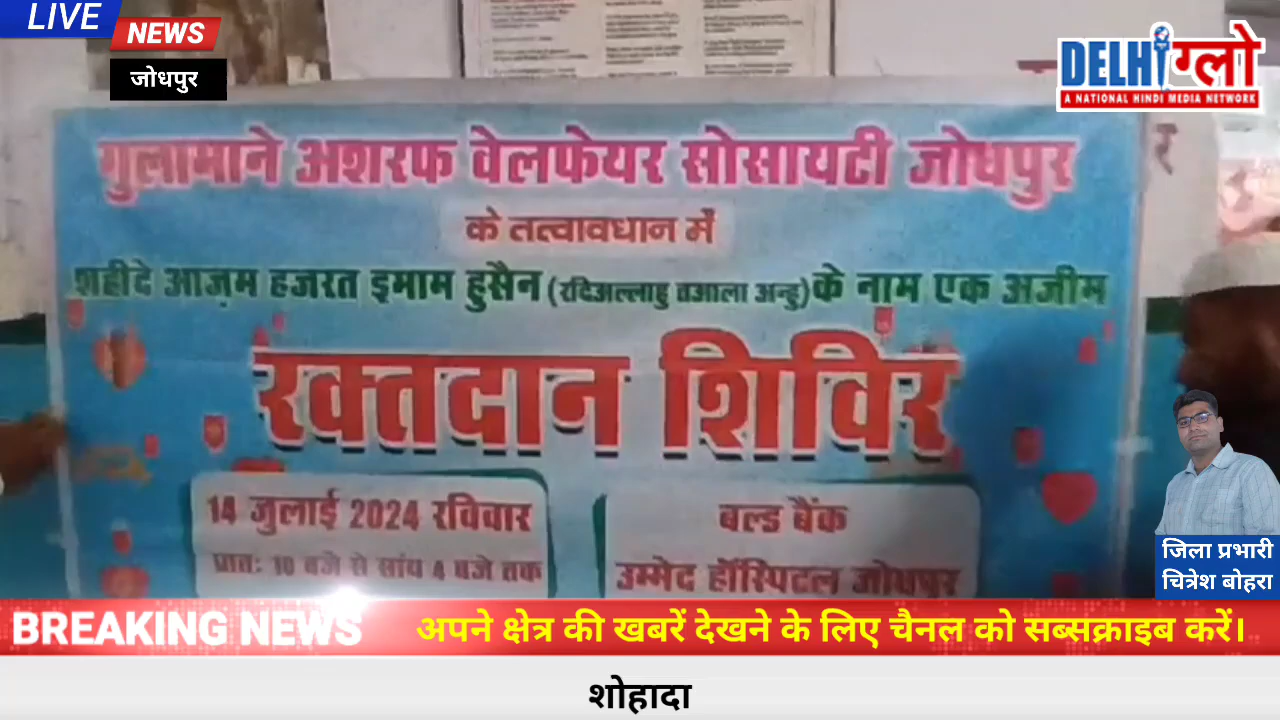 LIVE
NEWS
जोधपुर
DELHI ग्लो
A NATIONAL HINDI MEDIA NETWORK
गुलामाने अशरफ वेलफेयर सोसायटी जोधपुर
के तत्वावधान में
शहीदे आज़म हजरत इमाम हुसैन (रदिअल्लाहु तआला अन्हु) के नाम एक अजीम
रक्तदान शिविर
14 जुलाई 2024 रविवार
प्रातः 10 बजे से सांय 4 बजे तक
बल्ड बैंक
उम्मेद हॉस्पिटल जोधपुर
जिला प्रभारी
चित्रेश बोहरा
BREAKING NEWS
अपने क्षेत्र की खबरें देखने के लिए चैनल को सब्सक्राइब करें।
शोहादा